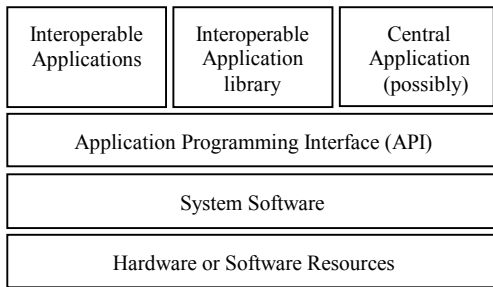 Interoperable
Applications
Interoperable
Application
library
Central
Application
(possibly)
Application Programming Interface (API)
System Software
Hardware or Software Resources